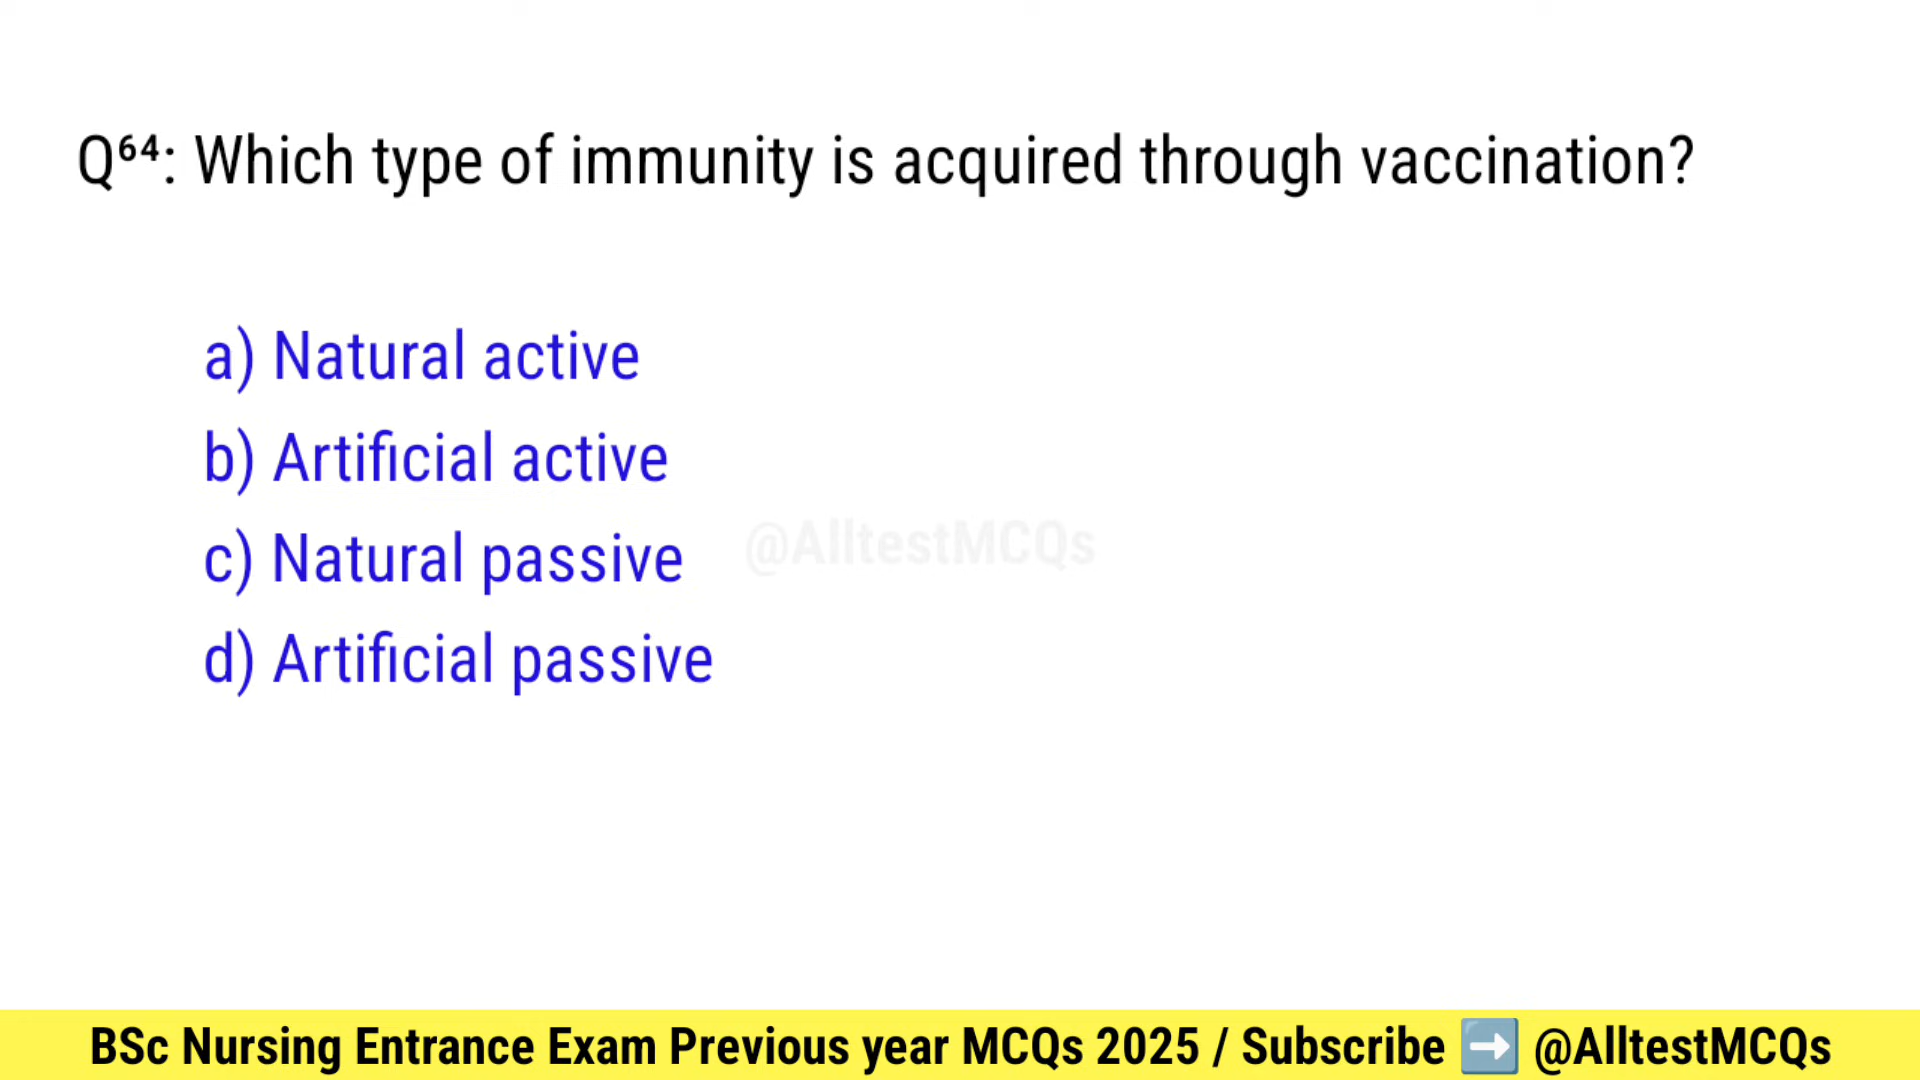 Q⁶⁴: Which type of immunity is acquired through vaccination?
a) Natural active
b) Artificial active
c) Natural passive
@AlltestMCQs
d) Artificial passive
BSc Nursing Entrance Exam Previous year MCQs 2025 / Subscribe ➡️ @AlltestMCQs